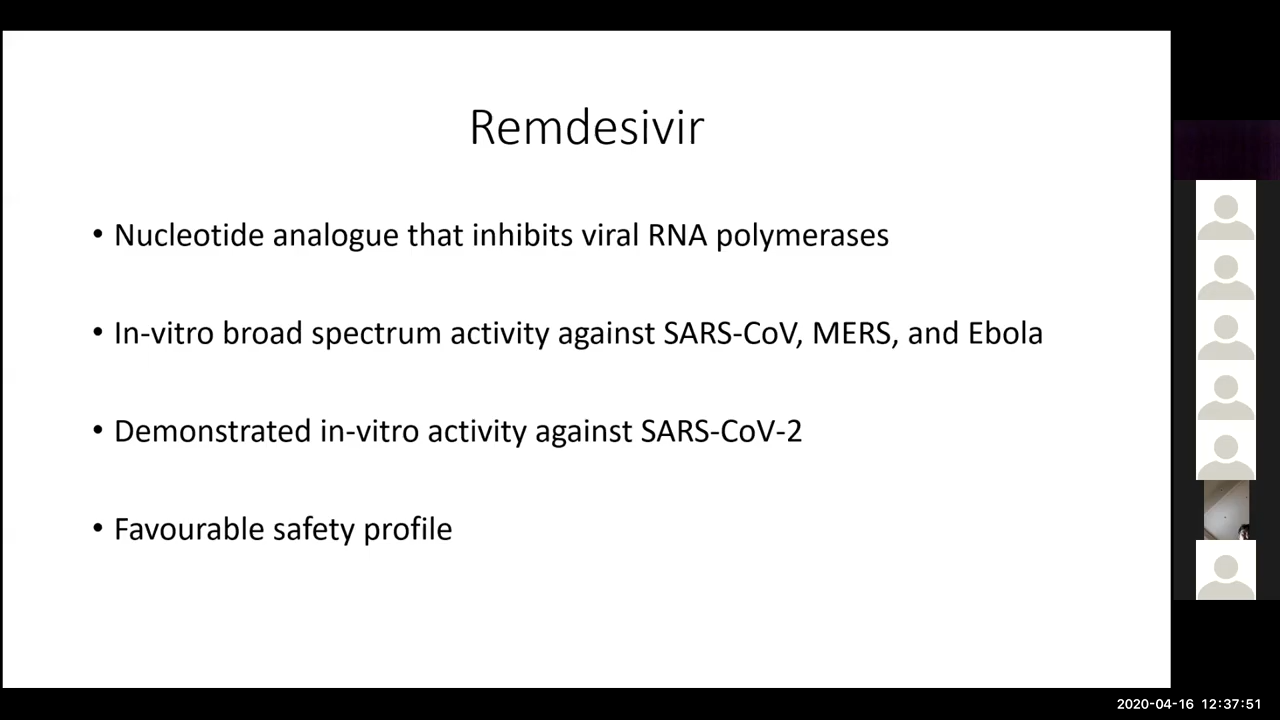 Remdesivir
• Nucleotide analogue that inhibits viral RNA polymerases
• In-vitro broad spectrum activity against SARS-CoV, MERS, and Ebola
• Demonstrated in-vitro activity against SARS-CoV-2
• Favourable safety profile
2020-04-16 12:37:51